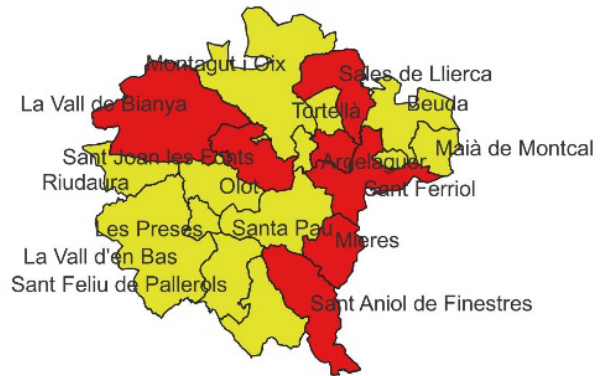 Montagut i Oix
Sales de Llierca
La Vall de Bianya
Tortellà
Beuda
Maià de Montcal
Sant Joan les Fonts
Argelaguer
Riudaura
Olot
Sant Ferriol
Les Preses
Santa Pau
Mieres
La Vall d'en Bas
Sant Feliu de Pallerols
Sant Aniol de Finestres